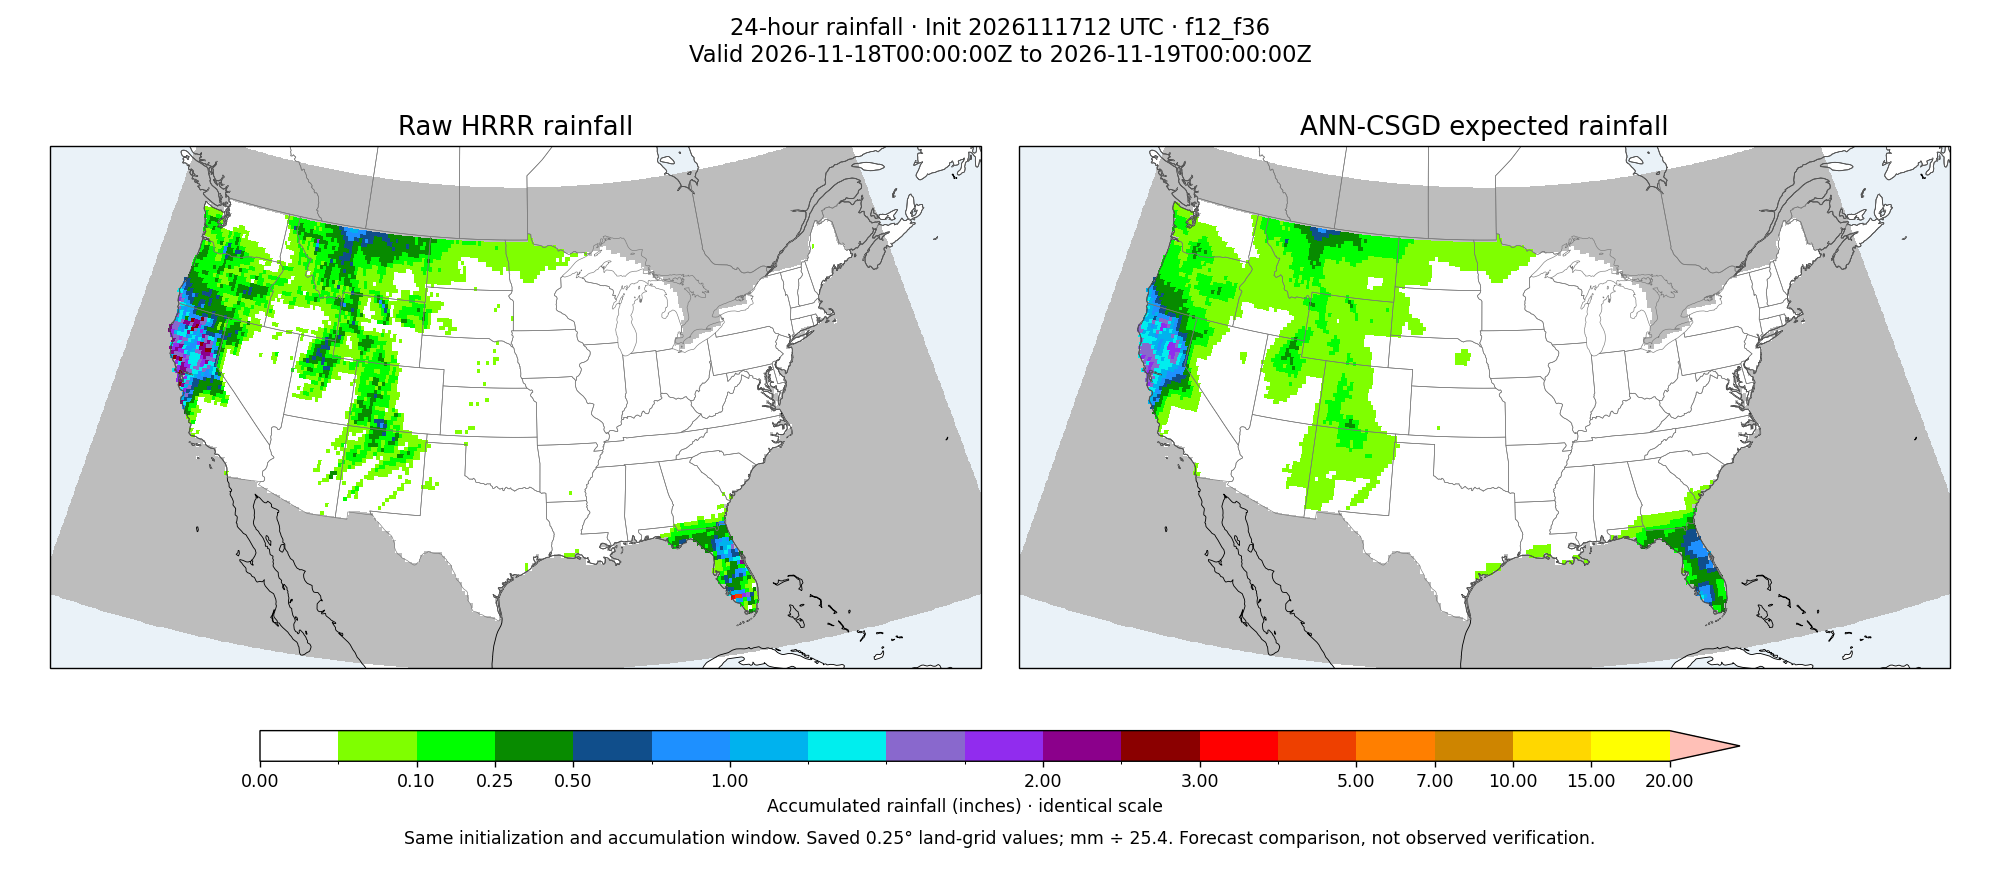 24-hour rainfall · Init 2026111712 UTC · f12_f36
Valid 2026-11-18T00:00:00Z to 2026-11-19T00:00:00Z
Raw HRRR rainfall
ANN-CSGD expected rainfall
0.00 0.10 0.25 0.50 1.00 2.00 3.00 5.00 7.00 10.00 15.00 20.00
Accumulated rainfall (inches) · identical scale
Same initialization and accumulation window. Saved 0.25° land-grid values; mm ÷ 25.4. Forecast comparison, not observed verification.